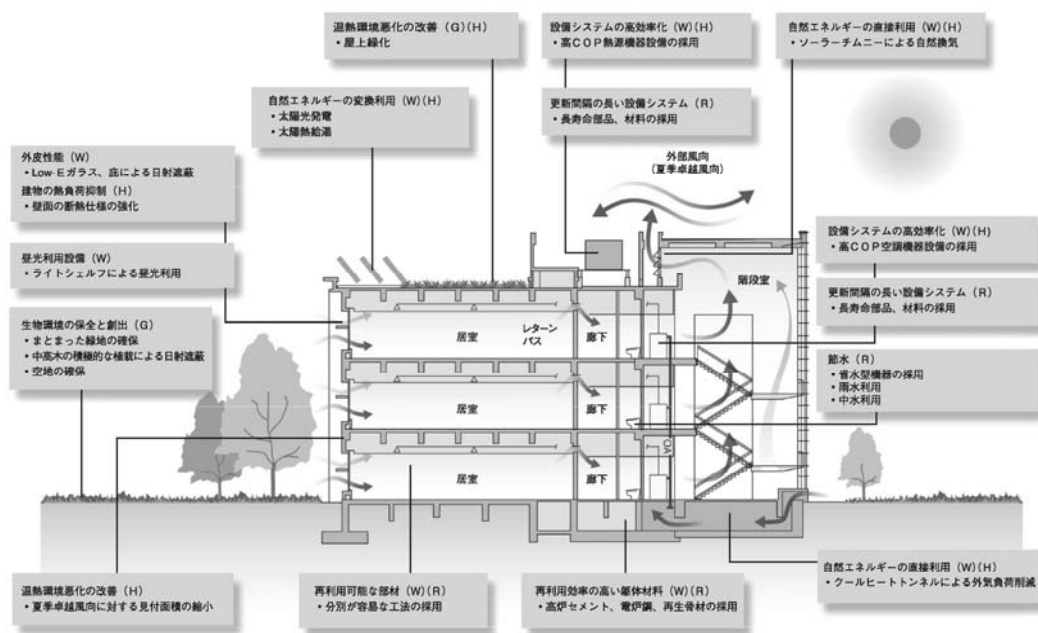 温熱環境悪化の改善（G）（H）
・屋上緑化
設備システムの高効率化（W）（H）
・高ＣＯＰ熱源機器設備の採用
自然エネルギーの直接利用（W）（H）
・ソーラーチムニーによる自然換気
自然エネルギーの変換利用（W）（H）
・太陽光発電
・太陽熱給湯
更新間隔の長い設備システム（R）
・長寿命部品、材料の採用
外皮性能（W）
・Low-Eガラス、庇による日射遮蔽
建物の熱負荷抑制（H）
・壁面の断熱仕様の強化
外部風向
（夏季卓越風向）
設備システムの高効率化（W）（H）
・高ＣＯＰ空調機器設備の採用
昼光利用設備（W）
・ライトシェルフによる昼光利用
階段室
更新間隔の長い設備システム（R）
・長寿命部品、材料の採用
生物環境の保全と創出（G）
・まとまった緑地の確保
・中高木の積極的な植栽による日射遮蔽
・空地の確保
居室
レターン
パス
廊下
節水（R）
・省水型機器の採用
・雨水利用
・中水利用
居室
廊下
OA
居室
廊下
温熱環境悪化の改善（H）
・夏季卓越風向に対する見付面積の縮小
再利用可能な部材（W）（R）
・分別が容易な工法の採用
再利用効率の高い躯体材料（W）（R）
・高炉セメント、電炉鋼、再生骨材の採用
自然エネルギーの直接利用（W）（H）
・クールヒートトンネルによる外気負荷削減